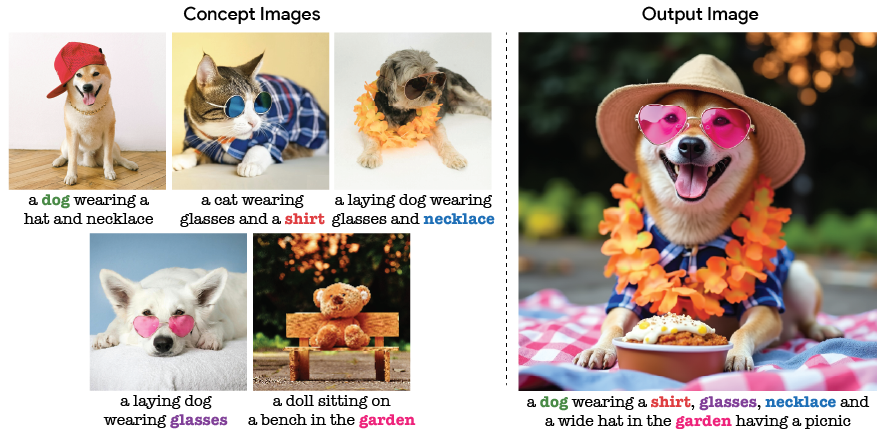 Concept Images
Output Image
a dog wearing a
hat and necklace
a cat wearing
glasses and a shirt
a laying dog wearing
glasses and necklace
a laying dog
wearing glasses
a doll sitting on
a bench in the garden
a dog wearing a shirt, glasses, necklace and
a wide hat in the garden having a picnic